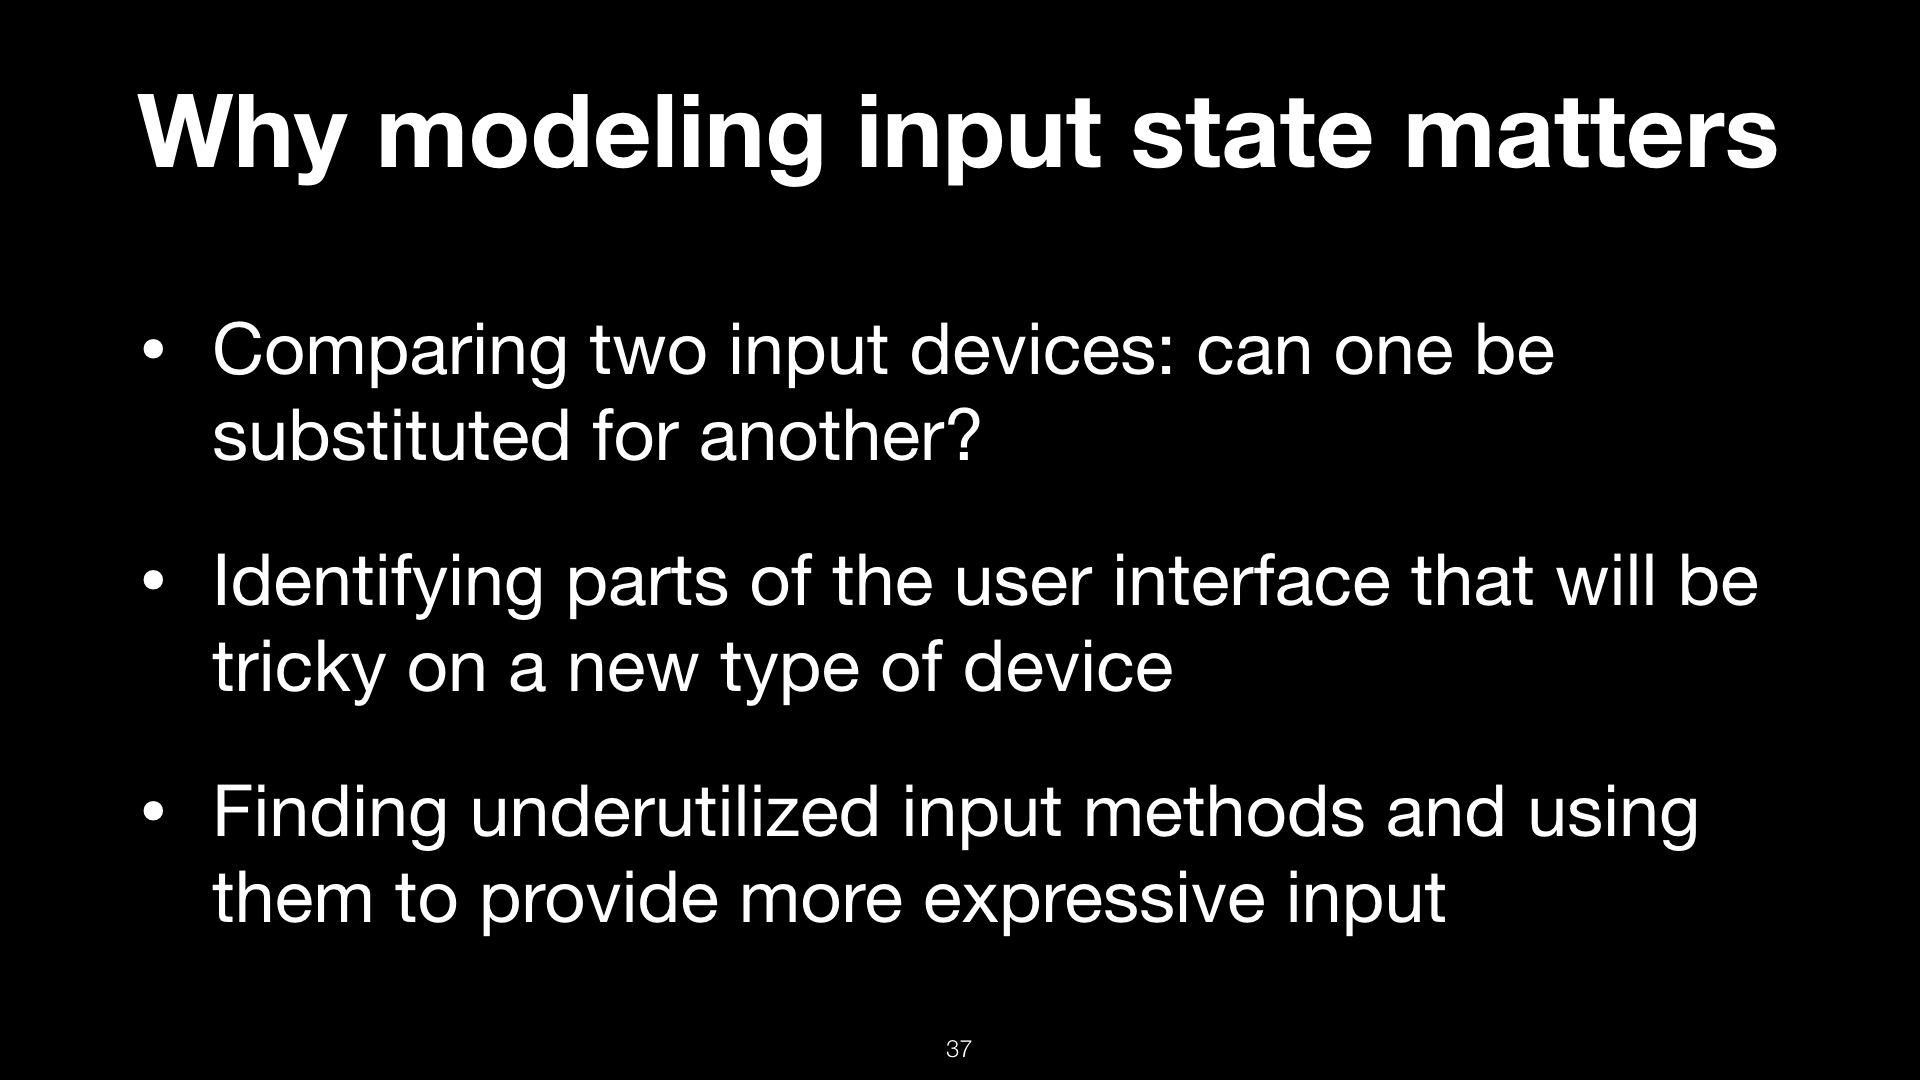 Why modeling input state matters
• Comparing two input devices: can one be
substituted for another?
• Identifying parts of the user interface that will be
tricky on a new type of device
• Finding underutilized input methods and using
them to provide more expressive input
37